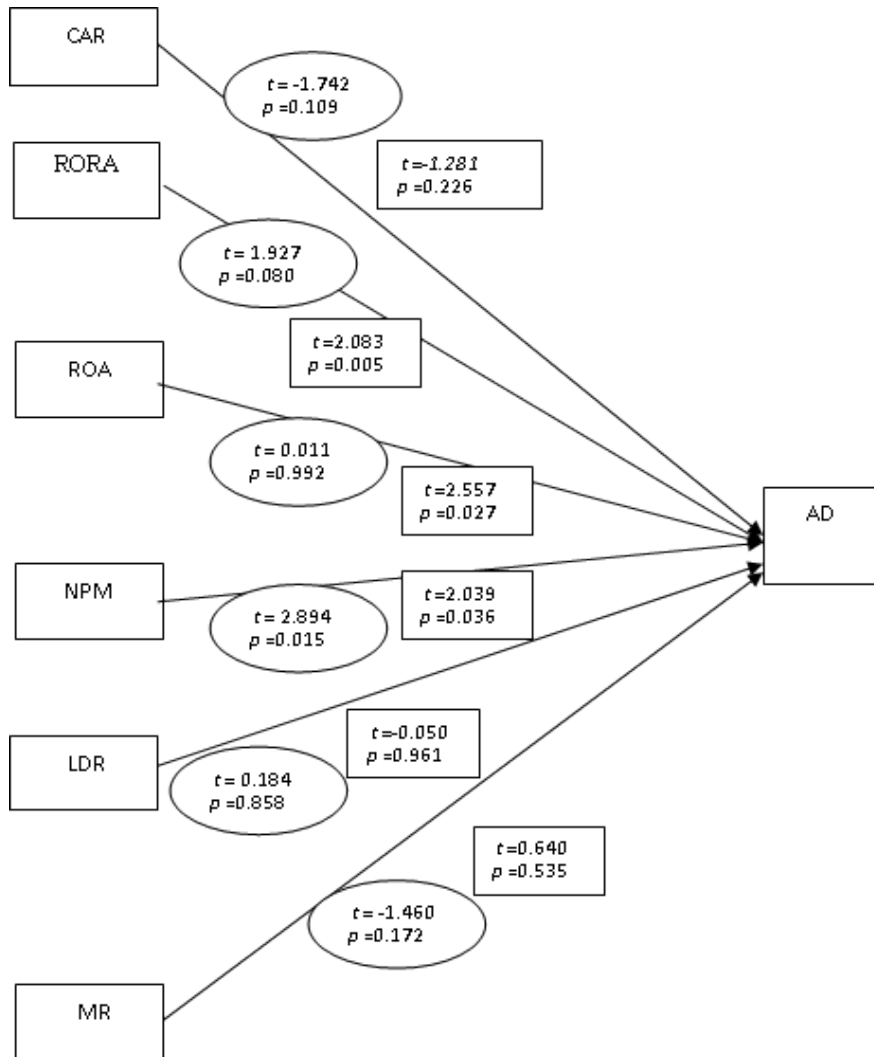 CAR
t= -1.742
p =0.109
t=-1.281
p =0.226
RORA
t= 1.927
p =0.080
t=2.083
p =0.005
ROA
t= 0.011
p =0.992
t=2.557
p =0.027
AD
NPM
t= 2.894
p =0.015
t=2.039
p =0.036
LDR
t=-0.050
p =0.961
t= 0.184
p =0.858
t=0.640
p =0.535
t= -1.460
p =0.172
MR